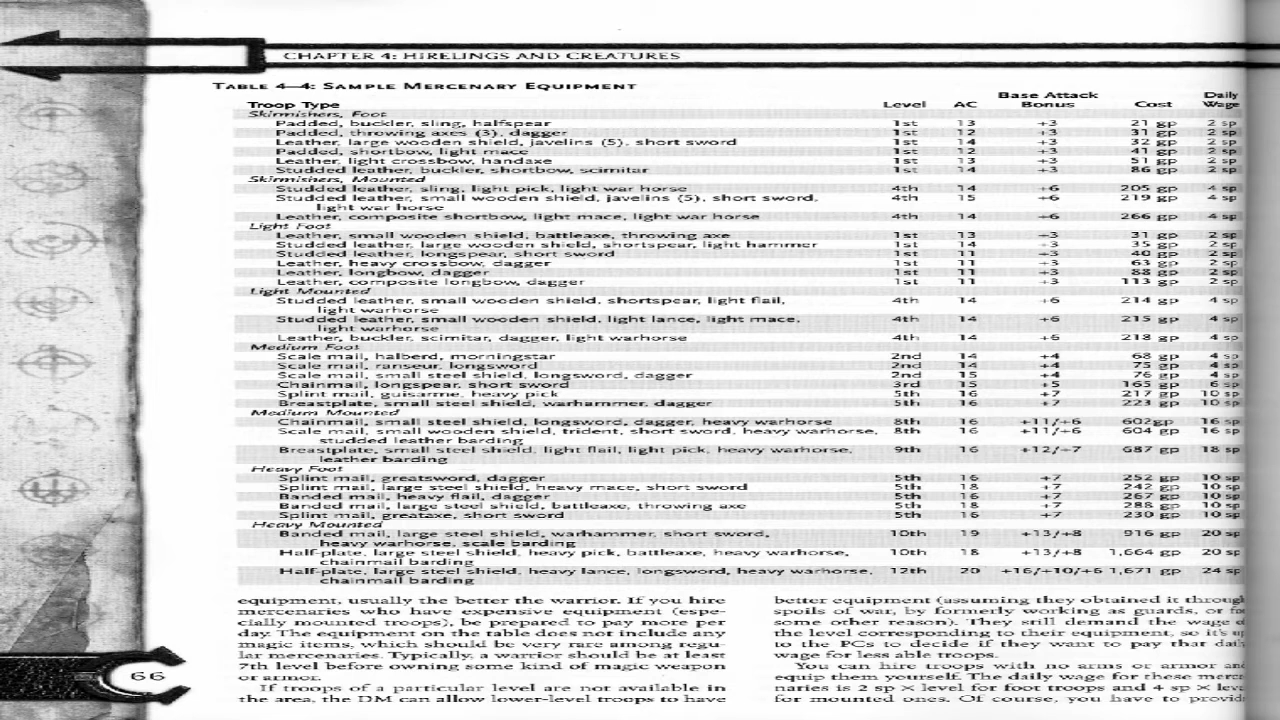 CHAPTER 4: HIRELINGS AND CREATURES
TABLE 4—4: SAMPLE MERCENARY EQUIPMENT
Troop Type Level AC Base Attack Bonus Cost Daily Wage
Skirmishers, Foot
Padded, buckler, sling, halfspear 1st 13 +3 21 gp 2 sp
Padded, throwing axes (3), dagger 1st 12 +3 31 gp 2 sp
Leather, large wooden shield, javelins (5), short sword 1st 14 +3 32 gp 2 sp
Padded, shortbow, light mace 1st 12 +3 41 gp 2 sp
Leather, light crossbow, handaxe 1st 13 +3 51 gp 2 sp
Studded leather, buckler, shortbow, scimitar 1st 14 +3 86 gp 2 sp
Skirmishers, Mounted
Studded leather, sling, light pick, light war horse 4th 14 +6 205 gp 4 sp
Studded leather, small wooden shield, javelins (5), short sword, 4th 15 +6 219 gp 4 sp
light war horse
Leather, composite shortbow, light mace, light war horse 4th 14 +6 266 gp 4 sp
Light Foot
Leather, small wooden shield, battleaxe, throwing axe 1st 13 +3 31 gp 2 sp
Studded leather, large wooden shield, shortspear, light hammer 1st 14 +3 35 gp 2 sp
Studded leather, longspear, short sword 1st 13 +3 40 gp 2 sp
Leather, heavy crossbow, dagger 1st 11 +3 63 gp 2 sp
Leather, longbow, dagger 1st 11 +3 88 gp 2 sp
Leather, composite longbow, dagger 1st 11 +3 113 gp 2 sp
Light Mounted
Studded leather, small wooden shield, shortspear, light flail, 4th 14 +6 214 gp 4 sp
light warhorse
Studded leather, small wooden shield, light lance, light mace, 4th 14 +6 215 gp 4 sp
light warhorse
Leather, buckler, scimitar, dagger, light warhorse 4th 14 +6 218 gp 4 sp
Medium Foot
Scale mail, halberd, morningstar 2nd 14 +4 68 gp 4 sp
Scale mail, ranseur, longsword 2nd 14 +4 75 gp 4 sp
Scale mail, small steel shield, longsword, dagger 2nd 15 +4 76 gp 4 sp
Chainmail, longspear, short sword 3rd 15 +5 165 gp 6 sp
Splint mail, guisarme, heavy pick 5th 16 +7 217 gp 10 sp
Breastplate, small steel shield, warhammer, dagger 5th 16 +7 223 gp 10 sp
Medium Mounted
Chainmail, small steel shield, longsword, dagger, heavy warhorse 8th 16 +11/+6 602gp 16 sp
Scale mail, small wooden shield, trident, short sword, heavy warhorse, 8th 16 +11/+6 604 gp 16 sp
studded leather barding
Breastplate, small steel shield, light flail, light pick, heavy warhorse, 9th 16 +12/+7 687 gp 18 sp
leather barding
Heavy Foot
Splint mail, greatsword, dagger 5th 16 +7 252 gp 10 sp
Splint mail, large steel shield, heavy mace, short sword 5th 18 +7 242 gp 10 sp
Banded mail, heavy flail, dagger 5th 16 +7 267 gp 10 sp
Banded mail, large steel shield, battleaxe, throwing axe 5th 18 +7 288 gp 10 sp
Splint mail, greataxe, short sword 5th 16 +7 230 gp 10 sp
Heavy Mounted
Banded mail, large steel shield, warhammer, short sword, 10th 19 +13/+8 916 gp 20 sp
heavy warhorse, scale barding
Half-plate, large steel shield, heavy pick, battleaxe, heavy warhorse, 10th 18 +13/+8 1,664 gp 20 sp
chainmail barding
Half-plate, large steel shield, heavy lance, longsword, heavy warhorse, 12th 20 +16/+10/+6 1,671 gp 24 sp
chainmail barding
equipment, usually the better the warrior. If you hire
mercenaries who have expensive equipment (espe-
cially mounted troops), be prepared to pay more per
day. The equipment on the table does not include any
magic items, which should be very rare among regu-
lar mercenaries. Typically, a warrior should be at least
7th level before owning some kind of magic weapon
or armor.
If troops of a particular level are not available in
the area, the DM can allow lower-level troops to have
better equipment (assuming they obtained it through
spoils of war, by formerly working as guards, or for
some other reason). They still demand the wage
the level corresponding to their equipment, so it's
to the PCs to decide if they want to pay that
wage for less able troops.
You can hire troops with no arms or armor
equip them yourself. The daily wage for these
naries is 2 sp × level for foot troops and 4 sp ×
for mounted ones. Of course, you have to
66